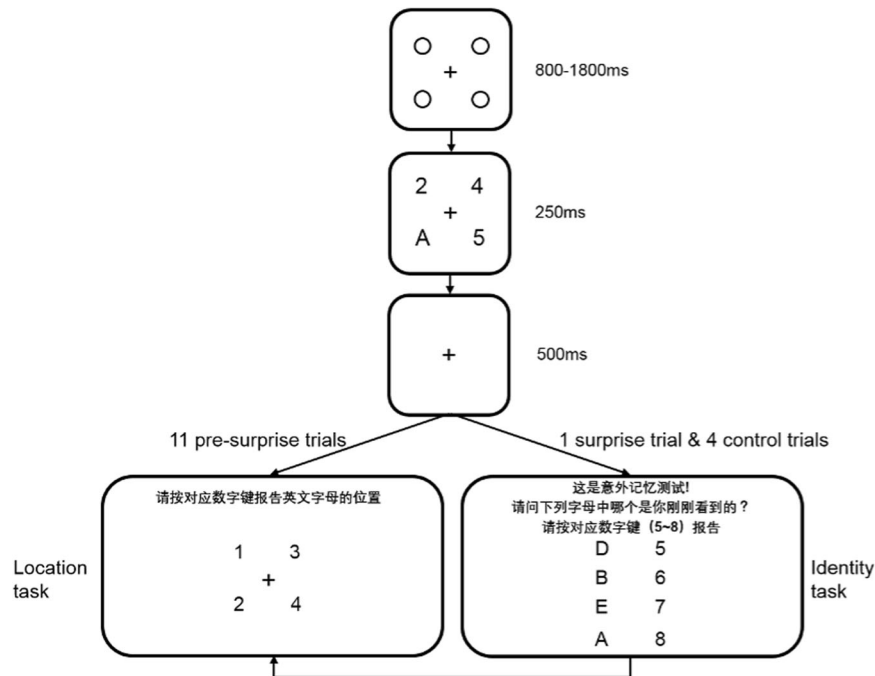 +
800-1800ms
2 4
+
A 5
250ms
+
500ms
11 pre-surprise trials
1 surprise trial & 4 control trials
Location
task
请按对应数字键报告英文字母的位置
1 3
+
2 4
这是意外记忆测试!
请问下列字母中哪个是你刚刚看到的？
请按对应数字键（5~8）报告
D 5
B 6
E 7
A 8
Identity
task